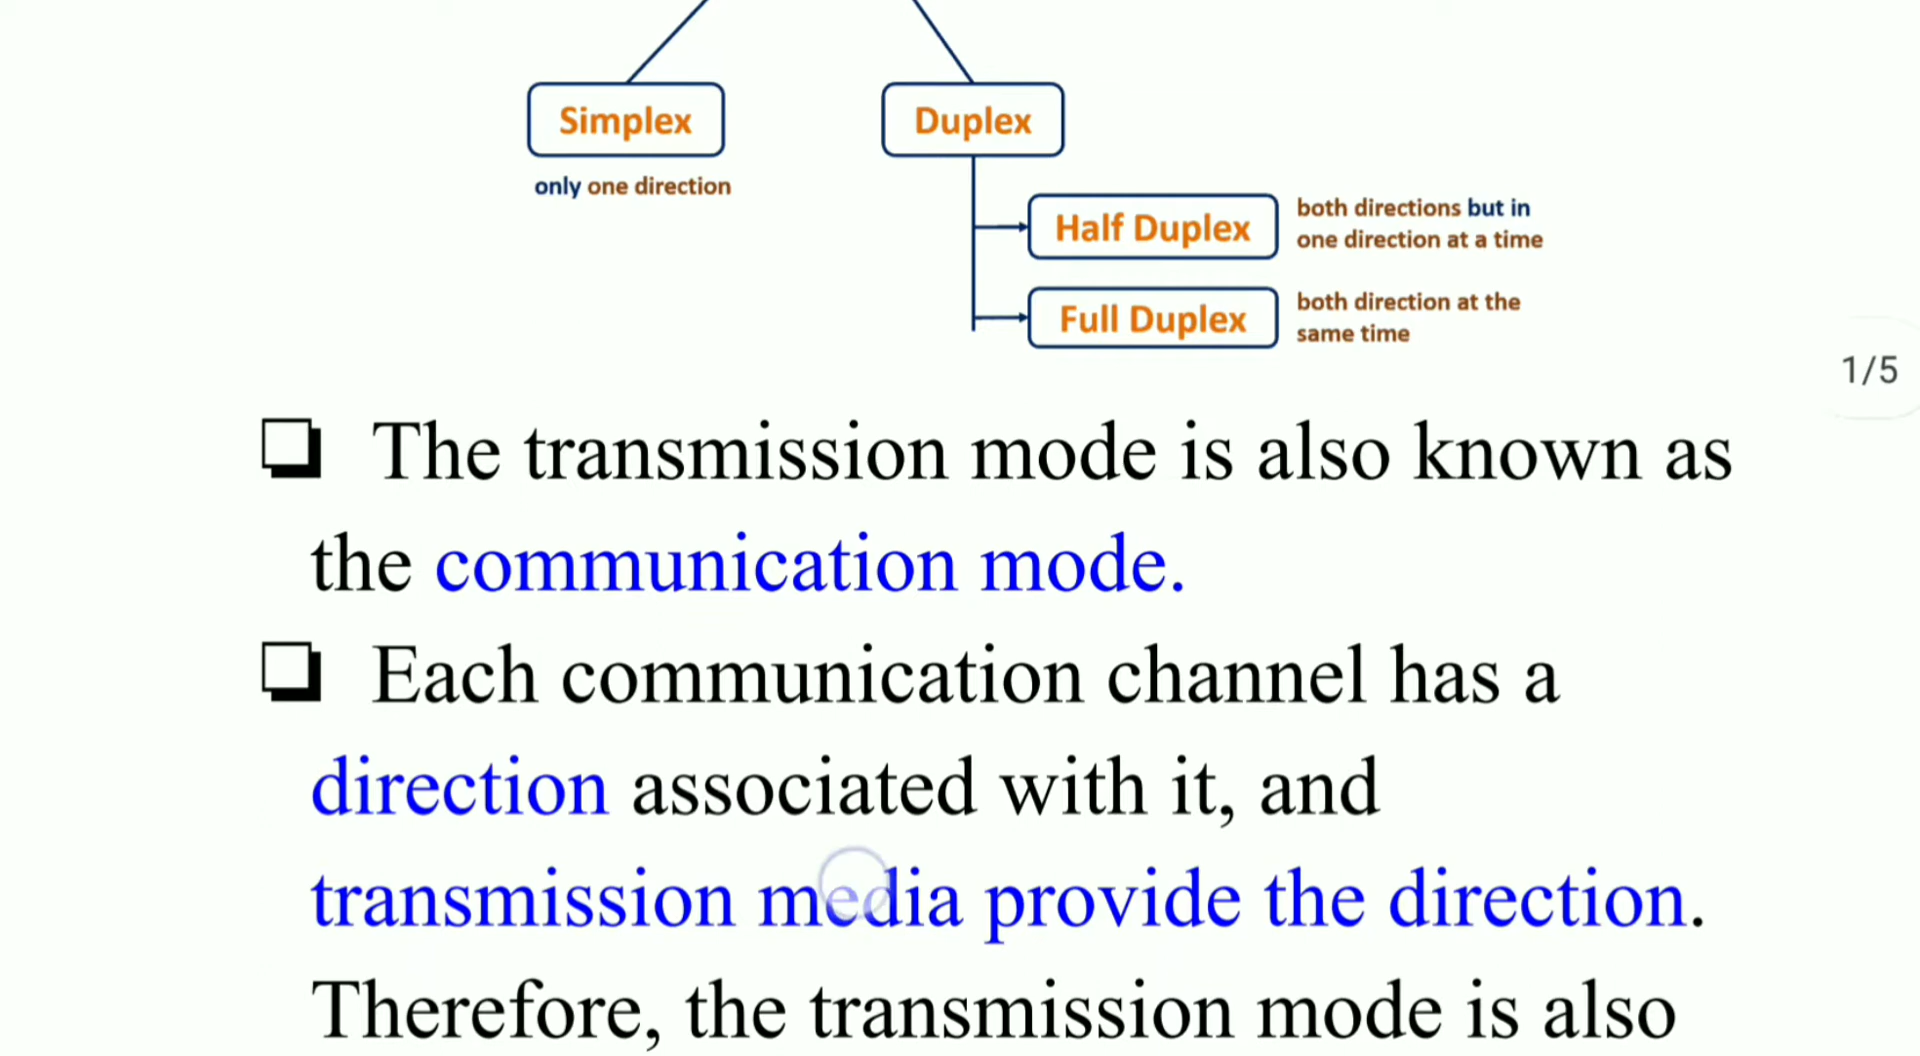 Simplex
Duplex
only one direction
Half Duplex
both directions but in
one direction at a time
Full Duplex
both direction at the
same time
1/5
The transmission mode is also known as
the communication mode.
Each communication channel has a
direction associated with it, and
transmission media provide the direction.
Therefore, the transmission mode is also